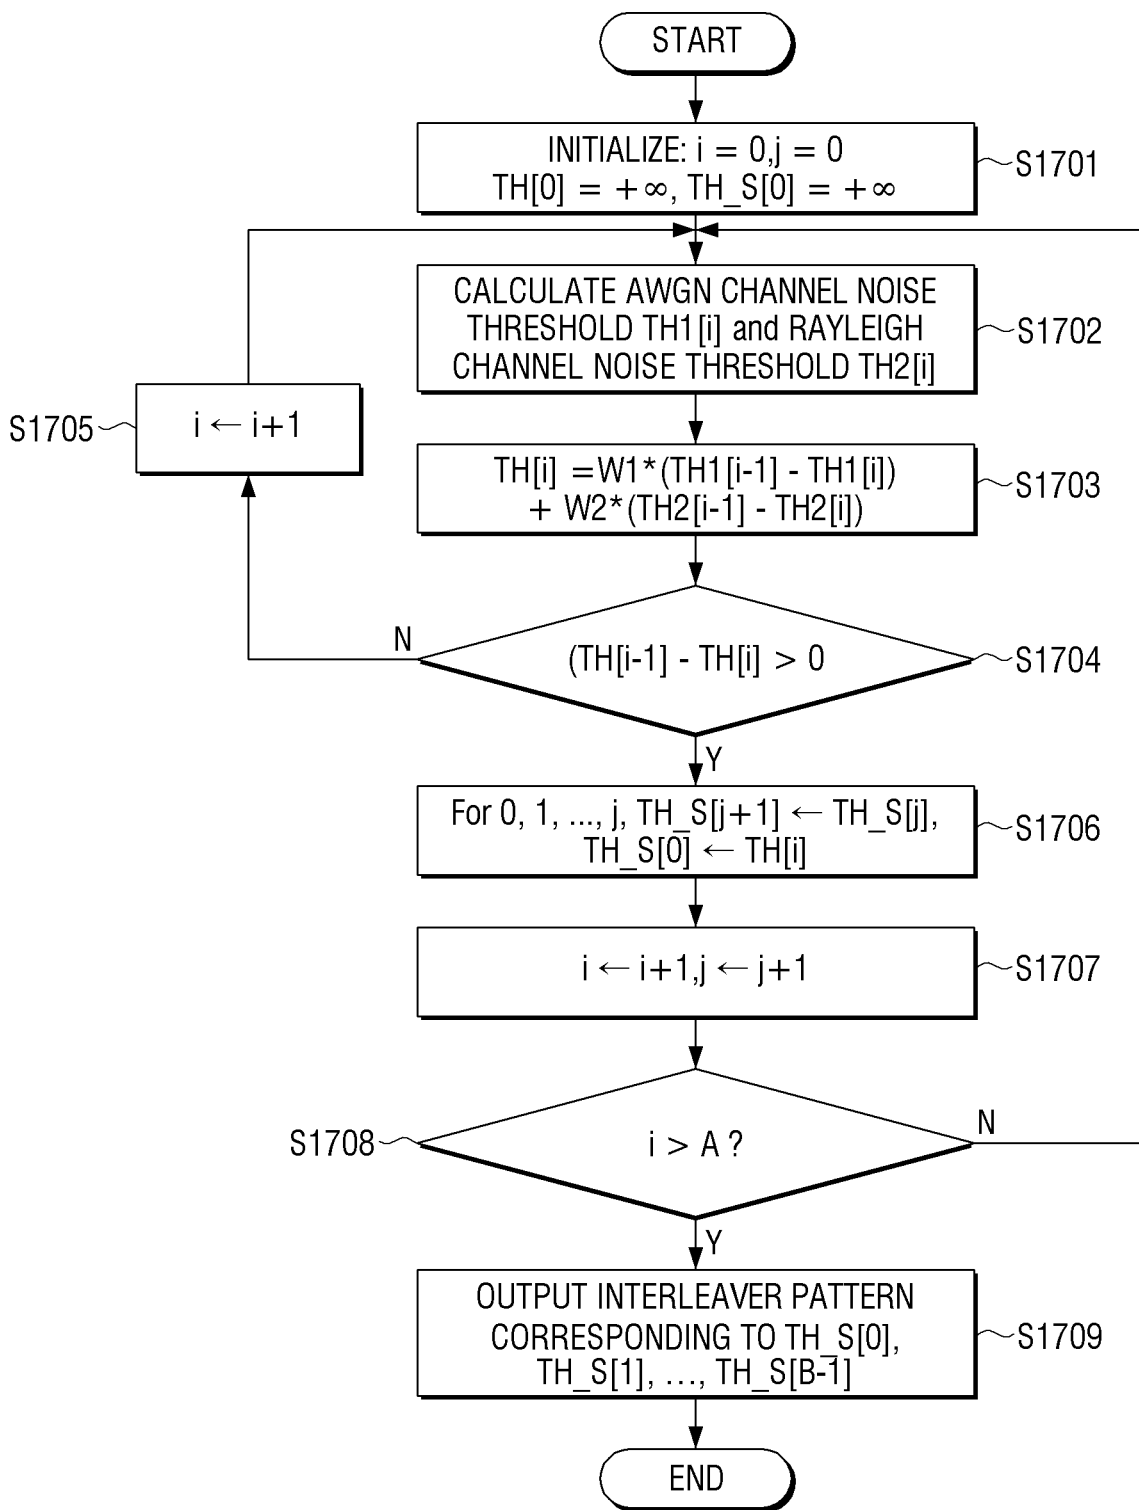 START
INITIALIZE: i = 0,j = 0
TH[0] = +∞, TH_S[0] = +∞
S1701
CALCULATE AWGN CHANNEL NOISE
THRESHOLD TH1[i] and RAYLEIGH
CHANNEL NOISE THRESHOLD TH2[i]
S1702
S1705
i ← i+1
TH[i] =W1*(TH1[i-1] - TH1[i])
+ W2*(TH2[i-1] - TH2[i])
S1703
N
(TH[i-1] - TH[i] > 0
S1704
Y
For 0, 1, ..., j, TH_S[j+1] ← TH_S[j],
TH_S[0] ← TH[i]
S1706
i ← i+1,j ← j+1
S1707
S1708
i > A ?
N
Y
OUTPUT INTERLEAVER PATTERN
CORRESPONDING TO TH_S[0],
TH_S[1], ..., TH_S[B-1]
S1709
END